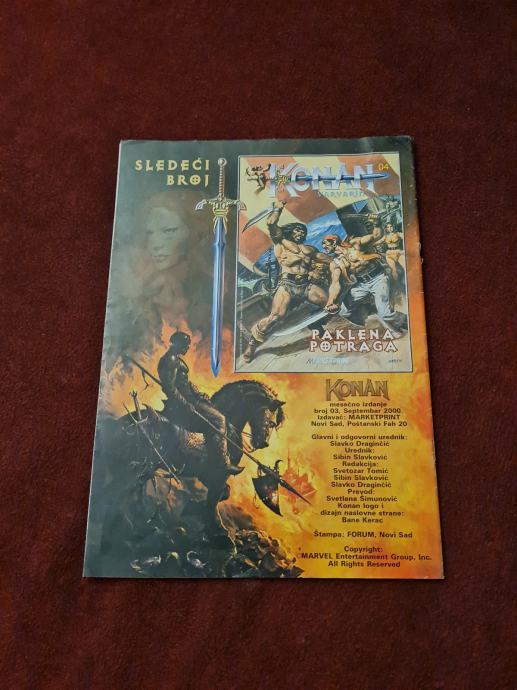 SLEDEĆI
BROJ
04
KONAN
VARVARIN
PAKLENA
POTRAGA
KONAN
mesečno izdanje
broj 03, Septembar 2000.
Izdavač: MARKETPRINT
Novi Sad, Poštanski Fah 20
Glavni i odgovorni urednik:
Slavko Draginčić
Urednik:
Sibin Slavković
Redakcija:
Svetozar Tomić
Sibin Slavković
Slavko Draginčić
Prevod:
Svetlana Simunović
Konan logo i
dizajn naslovne strane:
Bane Kerac
Štampa: FORUM, Novi Sad
Copyright:
MARVEL Entertainment Group, Inc.
All Rights Reserved